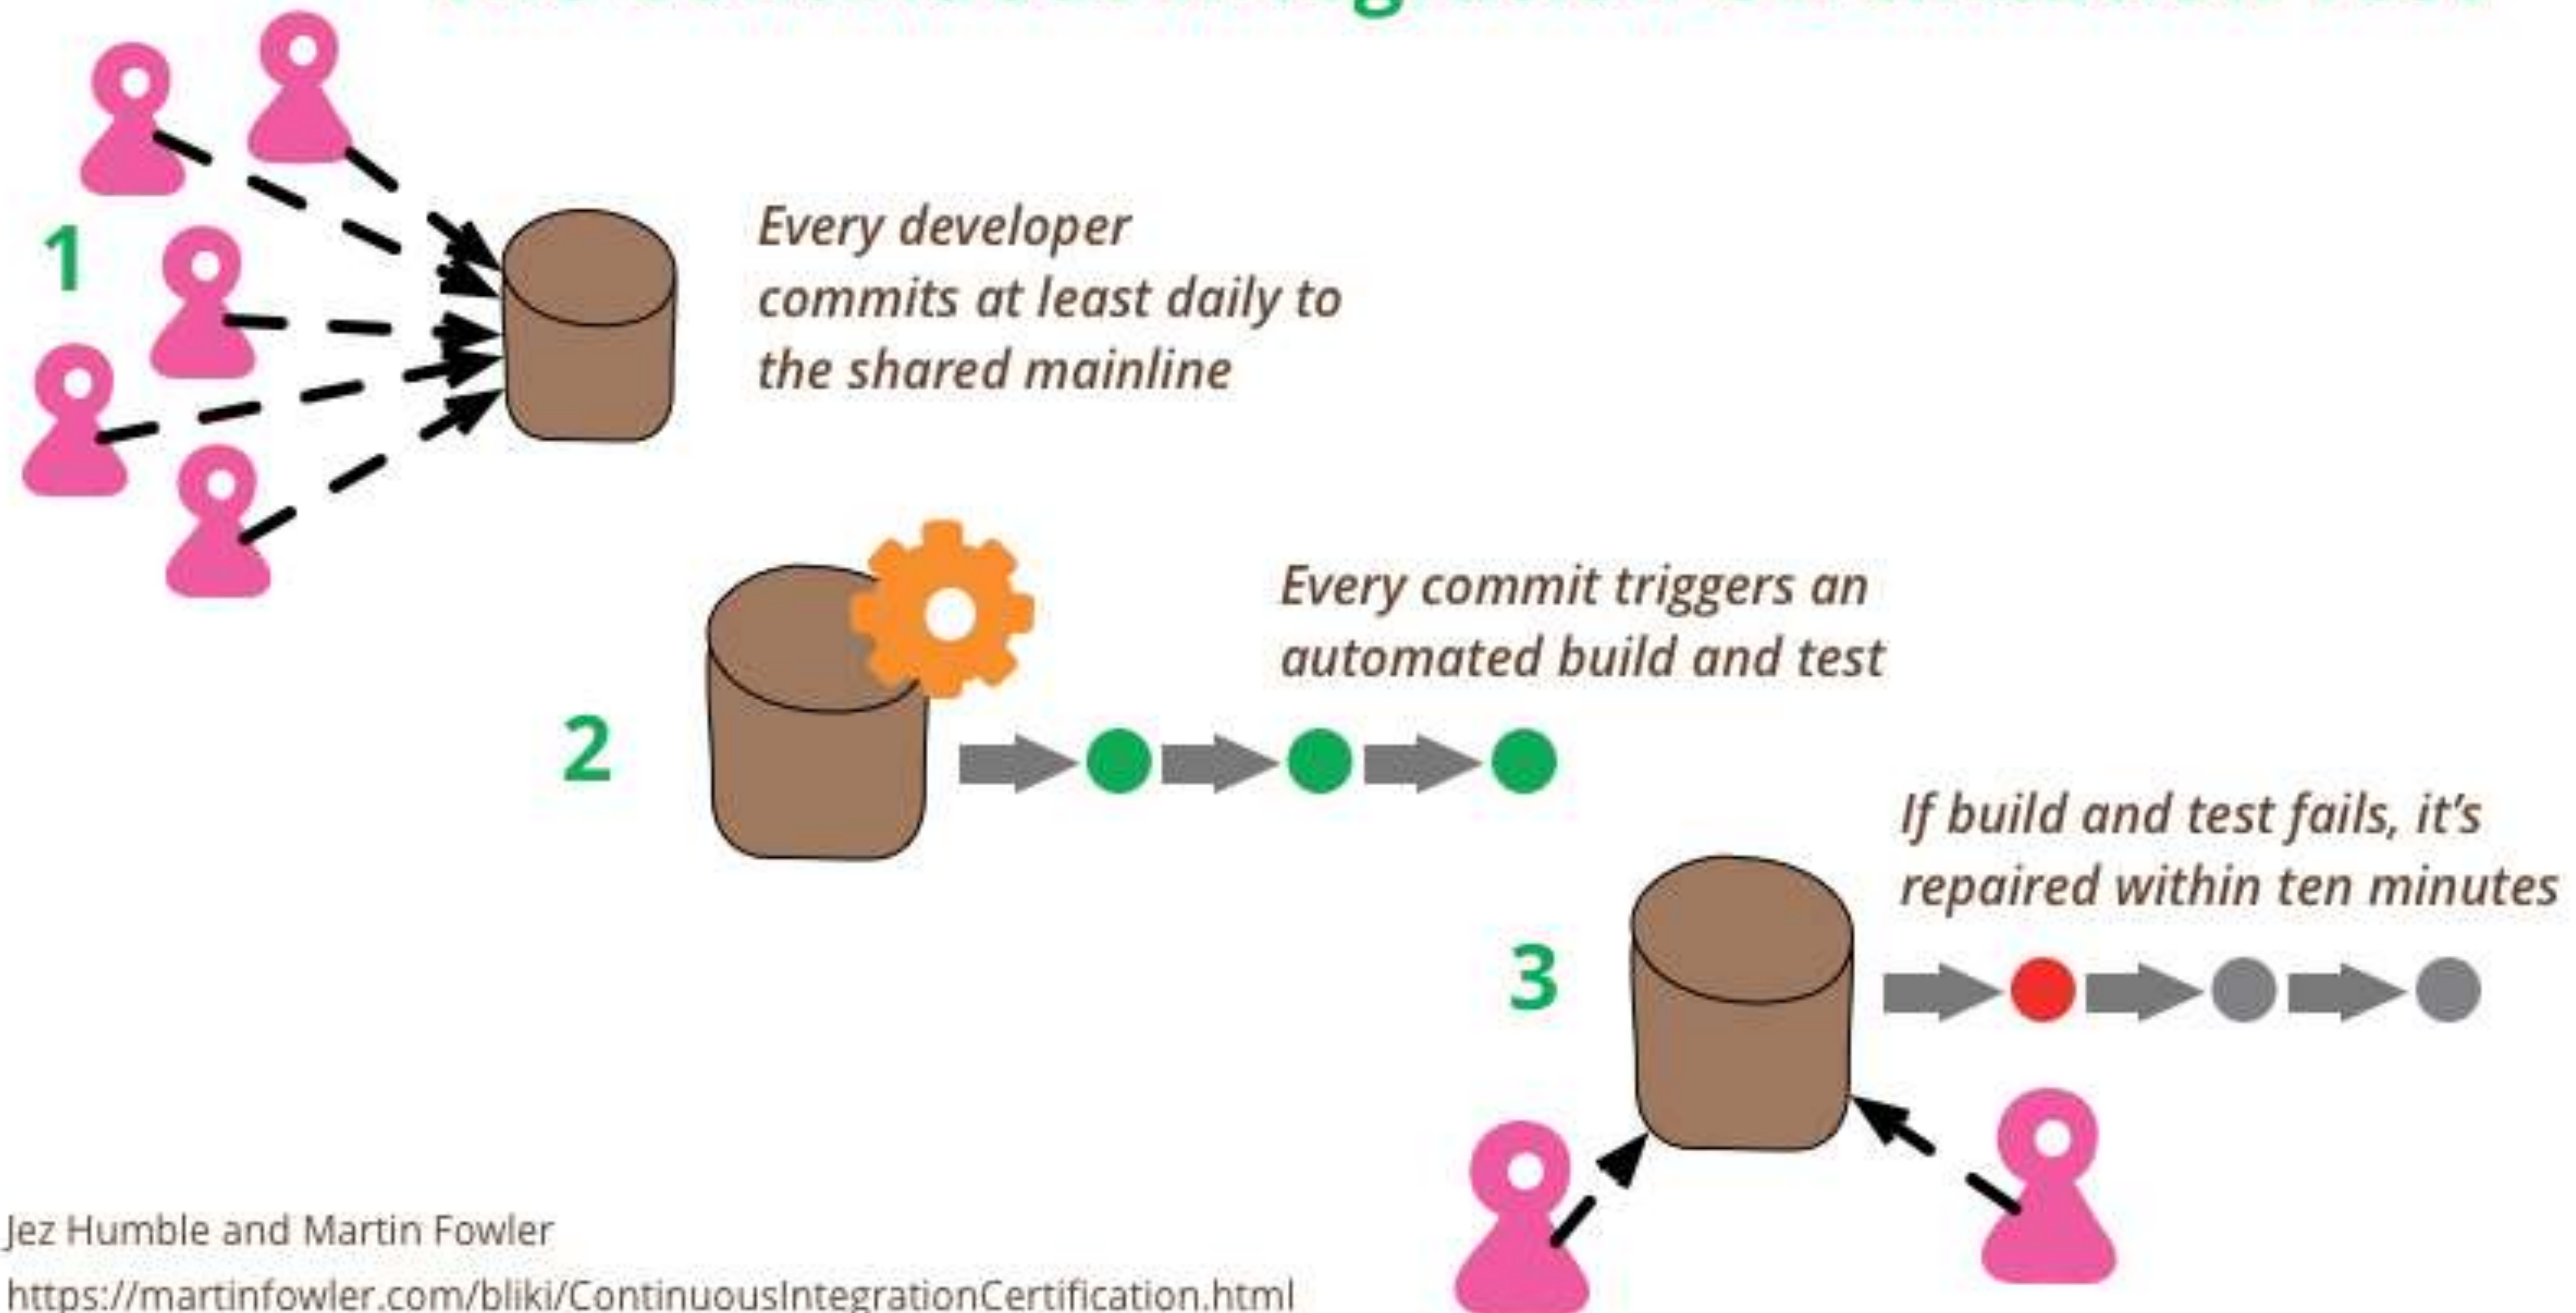 1
Every developer
commits at least daily to
the shared mainline
Every commit triggers an
automated build and test
2
If build and test fails, it's
repaired within ten minutes
3
Jez Humble and Martin Fowler
https://martinfowler.com/bliki/ContinuousIntegrationCertification.html